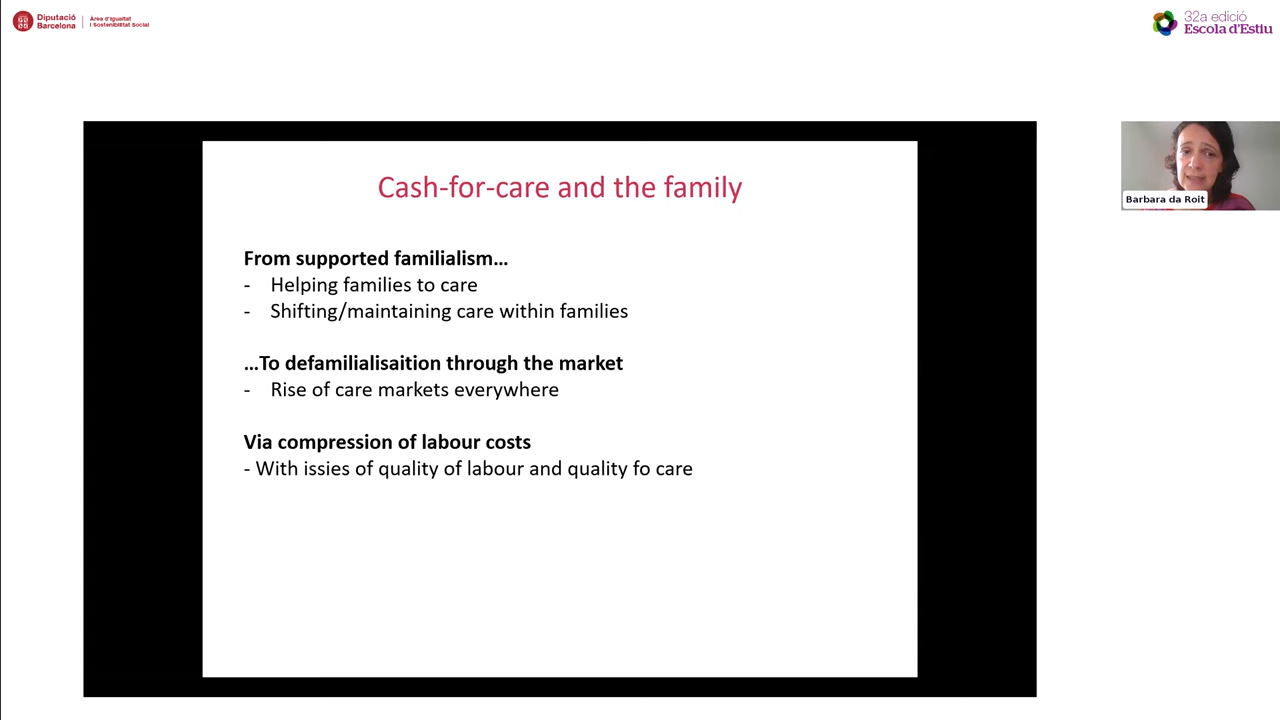 Diputació
Barcelona
Àrea d'Igualtat
i Sostenibilitat Social
32a edició
Escola d'Estiu
Cash-for-care and the family
From supported familialism…
- Helping families to care
- Shifting/maintaining care within families
…To defamilialisaition through the market
- Rise of care markets everywhere
Via compression of labour costs
- With issies of quality of labour and quality fo care
Barbara da Roit